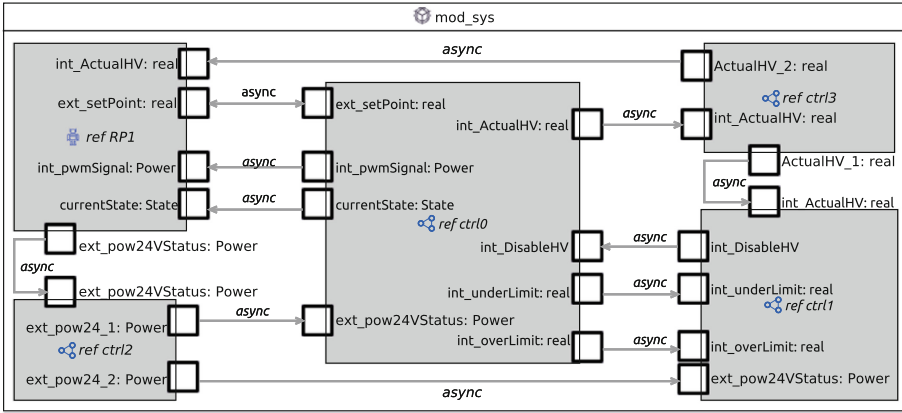 mod_sys
async
int_ActualHV: real
ActualHV_2: real
ext_setPoint: real
async
ext_setPoint: real
ref ctrl3
int_ActualHV: real
async
int_ActualHV: real
ref RP1
int_pwmSignal: Power
async
int_pwmSignal: Power
ActualHV_1: real
async
currentState: State
async
currentState: State
int_ActualHV: real
ref ctrl0
ext_pow24VStatus: Power
int_DisableHV
async
int_DisableHV
async
ext_pow24VStatus: Power
int_underLimit: real
async
int_underLimit: real
ref ctrl1
ext_pow24_1: Power
async
ext_pow24VStatus: Power
ref ctrl2
int_overLimit: real
async
int_overLimit: real
ext_pow24_2: Power
async
ext_pow24VStatus: Power